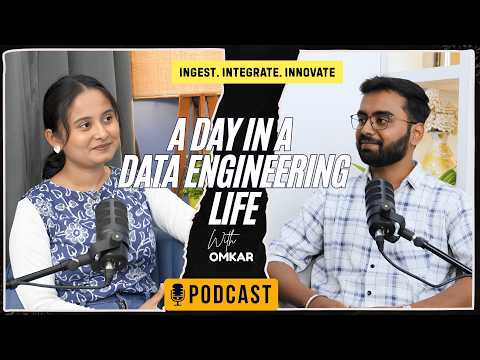 INGEST. INTEGRATE. INNOVATE
A DAY IN A
DATA ENGINEERING
LIFE
With
OMKAR
PODCAST